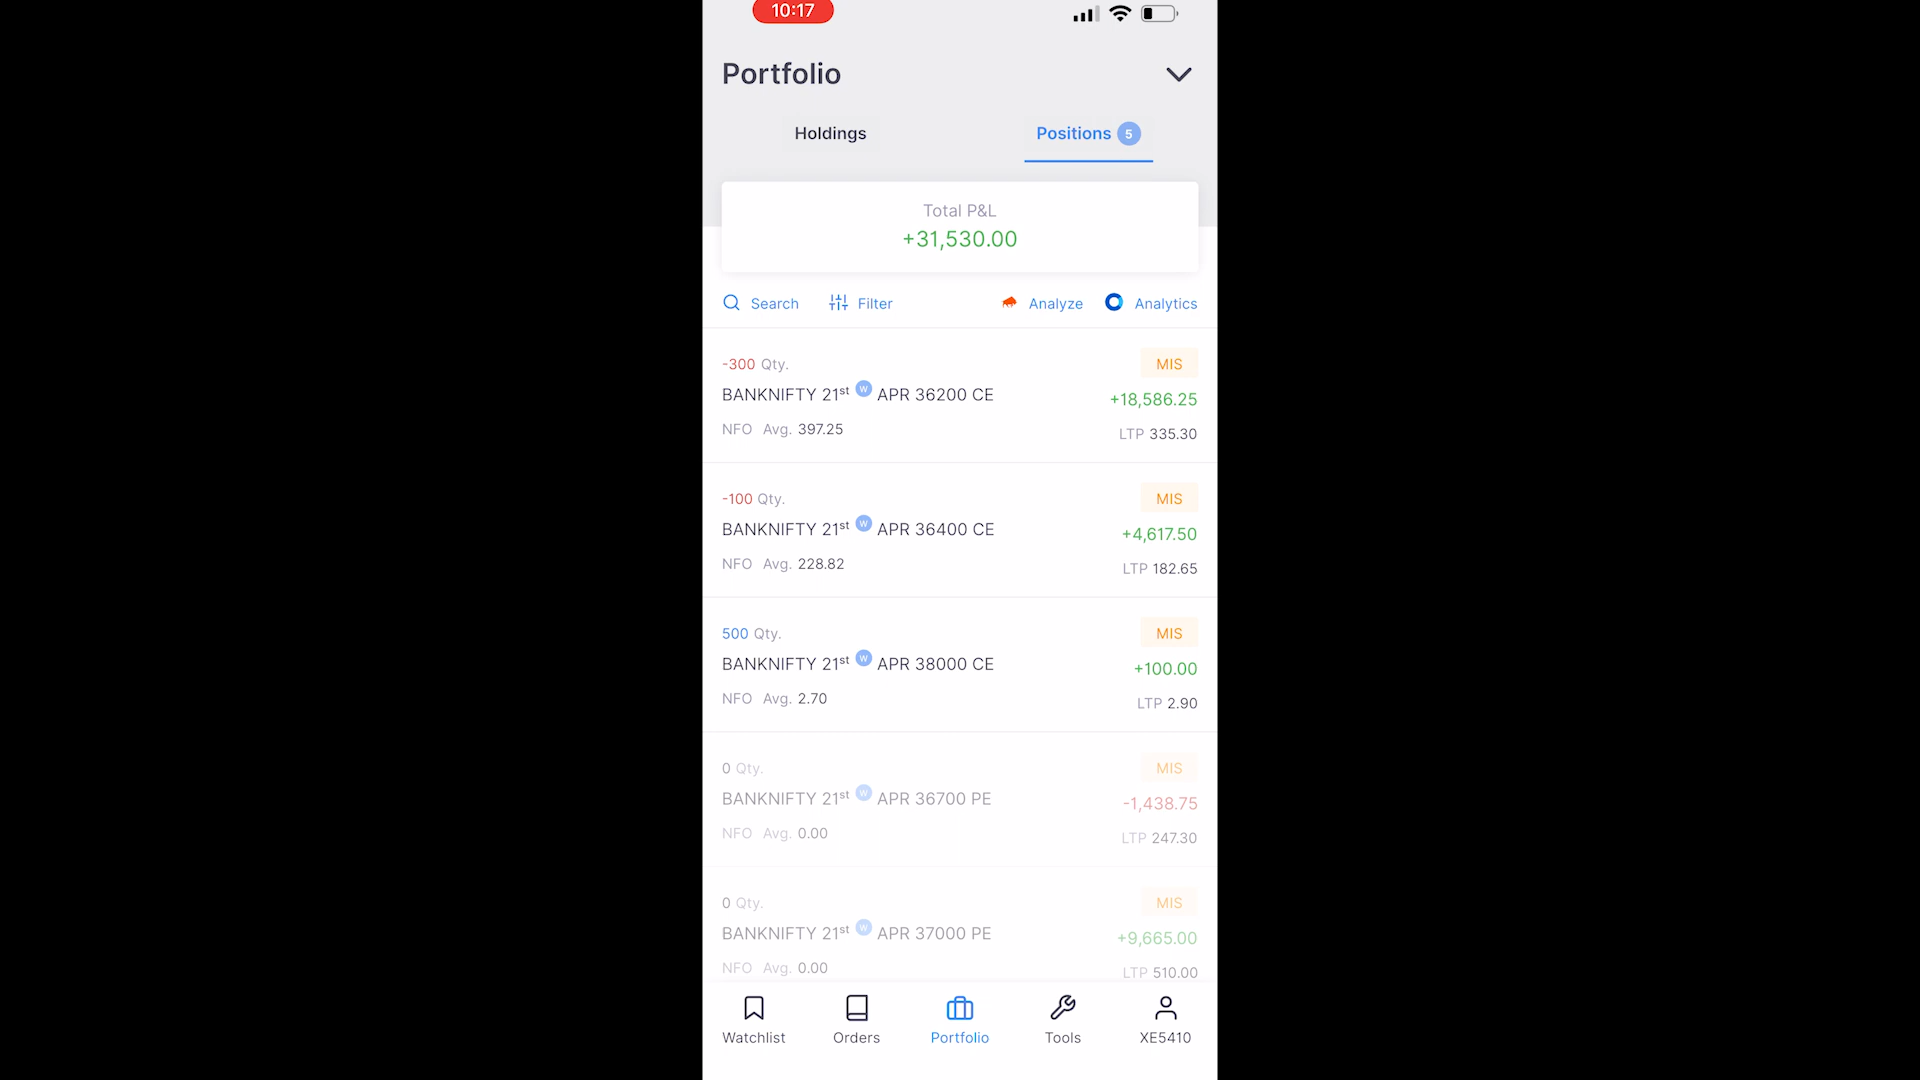 10:17
Portfolio
Holdings Positions 5
Total P&L
+31,530.00
Search Filter Analyze Analytics
-300 Qty. MIS
BANKNIFTY 21st W APR 36200 CE +18,586.25
NFO Avg. 397.25 LTP 335.30
-100 Qty. MIS
BANKNIFTY 21st W APR 36400 CE +4,617.50
NFO Avg. 228.82 LTP 182.65
500 Qty. MIS
BANKNIFTY 21st W APR 38000 CE +100.00
NFO Avg. 2.70 LTP 2.90
0 Qty. MIS
BANKNIFTY 21st W APR 36700 PE -1,438.75
NFO Avg. 0.00 LTP 247.30
0 Qty. MIS
BANKNIFTY 21st W APR 37000 PE +9,665.00
NFO Avg. 0.00 LTP 510.00
Watchlist Orders Portfolio Tools XE5410